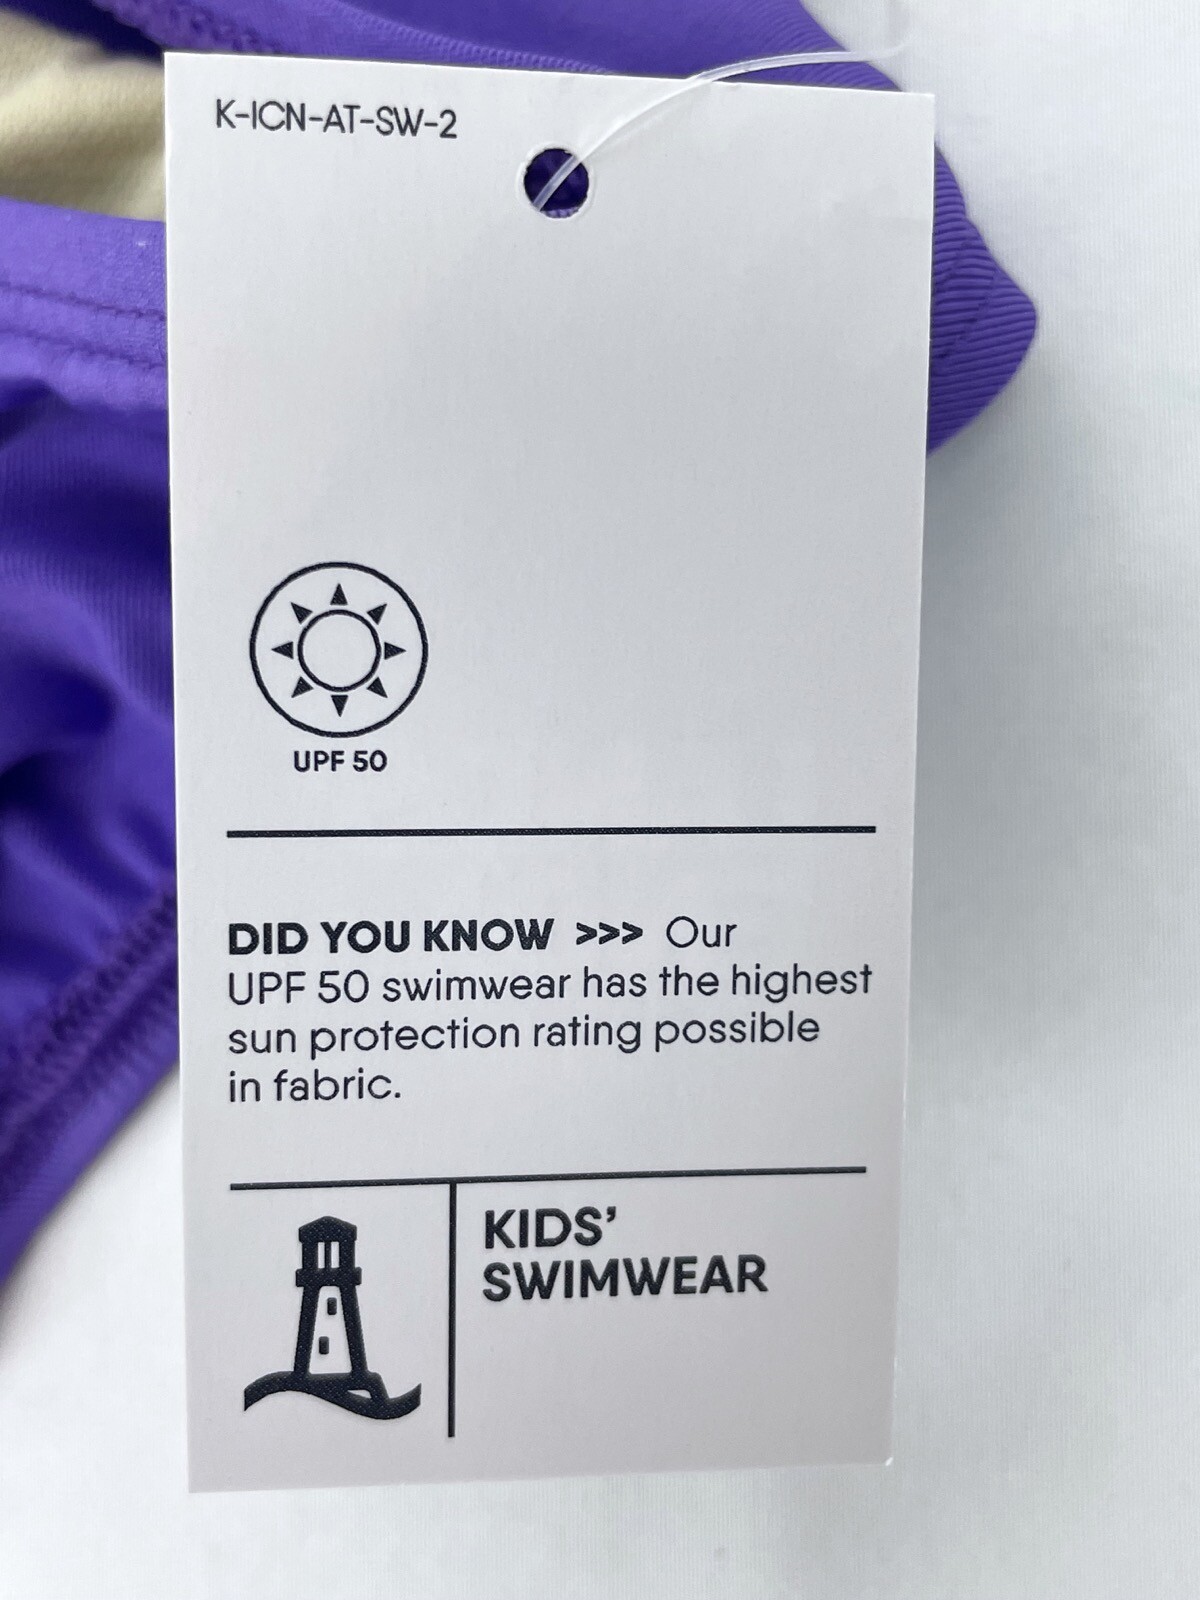 K-ICN-AT-SW-2
UPF 50
DID YOU KNOW >>> Our
UPF 50 swimwear has the highest
sun protection rating possible
in fabric.
KIDS’
SWIMWEAR